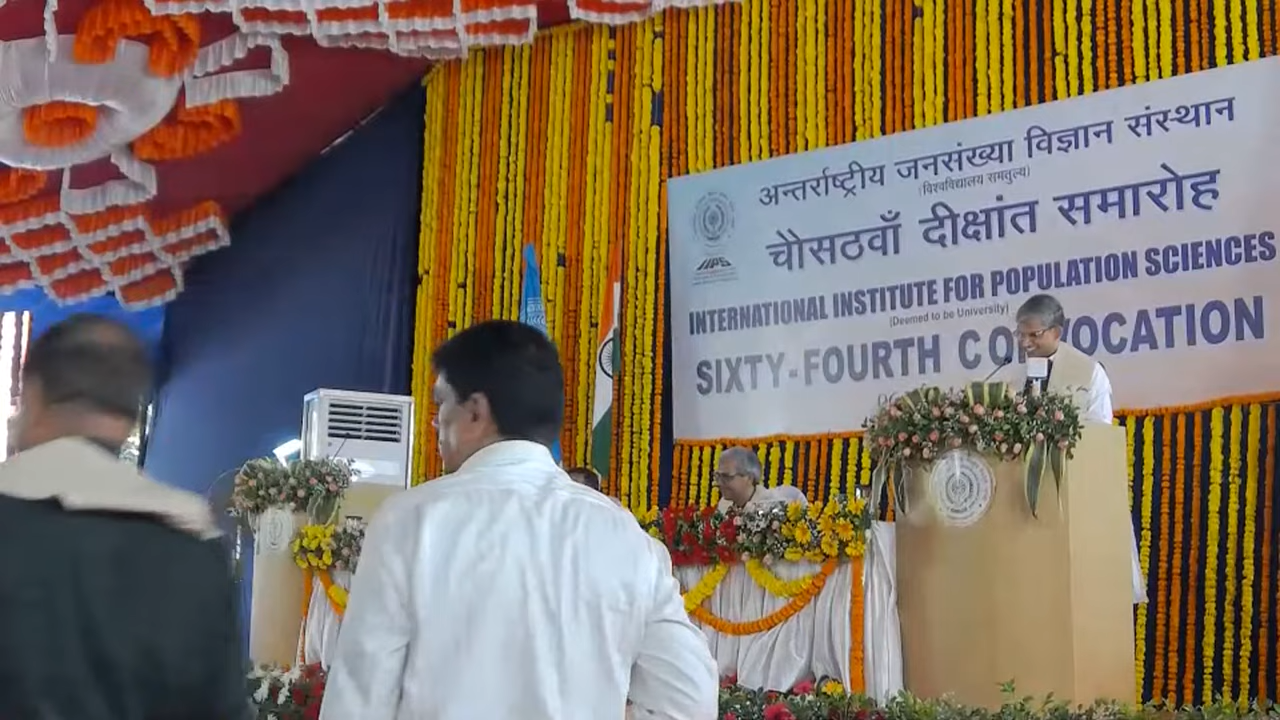 अन्तर्राष्ट्रीय जनसंख्या विज्ञान संस्थान
(विश्वविद्यालय समतुल्य)
चौसठवाँ दीक्षांत समारोह
IIPS
INTERNATIONAL INSTITUTE FOR POPULATION SCIENCES
(Deemed to be University)
SIXTY-FOURTH CONVOCATION